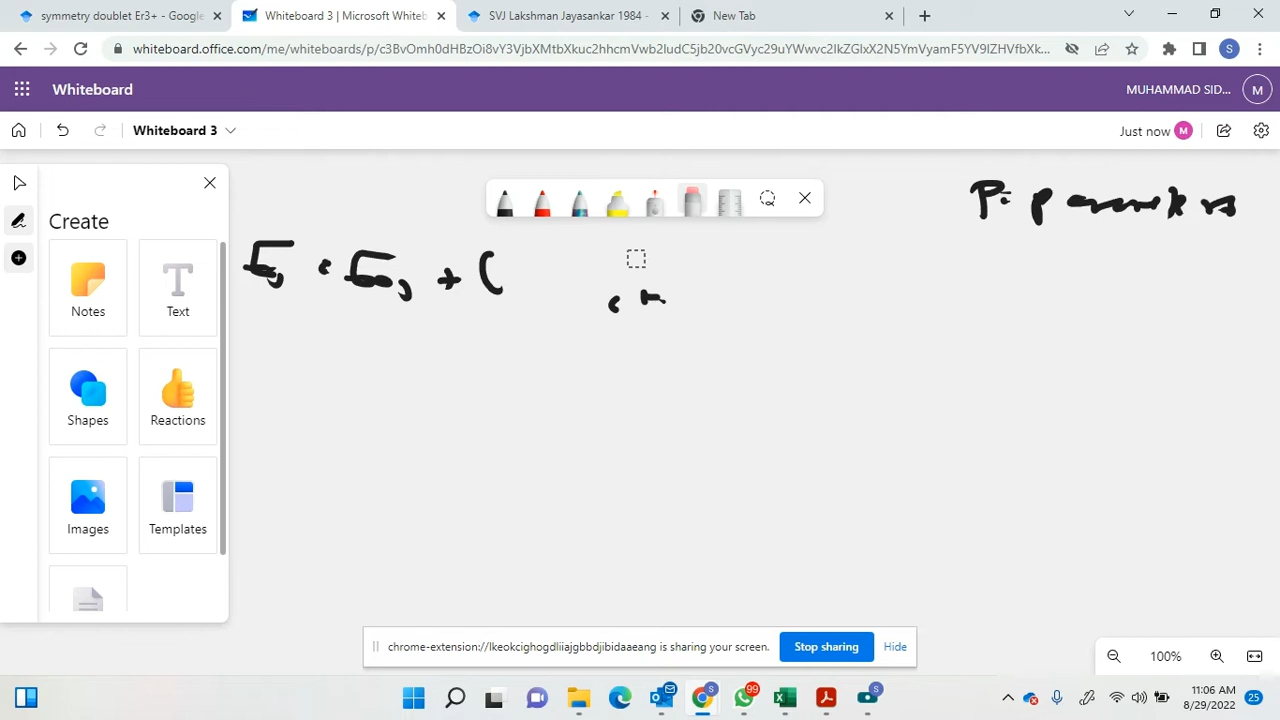 symmetry doublet Er3+ - Google
Whiteboard 3 | Microsoft Whiteb
SVJ Lakshman Jayasankar 1984 -
New Tab
whiteboard.office.com/me/whiteboards/p/
Whiteboard
MUHAMMAD SID...
M
Whiteboard 3
Just now
M
Create
Notes
Text
Shapes
Reactions
Images
Templates
P=
+ (
chrome-extension://lkeokcighogdliiajgbbdjibidaaeang is sharing your screen.
Stop sharing
Hide
100%
99
11:06 AM
8/29/2022
25